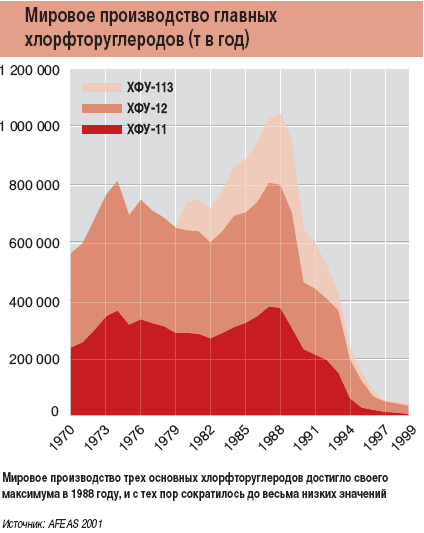 Мировое производство главных
хлорфторуглеродов (т в год)
1 200 000
1 000 000
800 000
600 000
400 000
200 000
0
ХФУ-113
ХФУ-12
ХФУ-11
1970
1973
1976
1979
1982
1985
1988
1991
1994
1997
1999
Мировое производство трех основных хлорфторуглеродов достигло своего
максимума в 1988 году, и с тех пор сократилось до весьма низких значений
Источник: AFEAS 2001